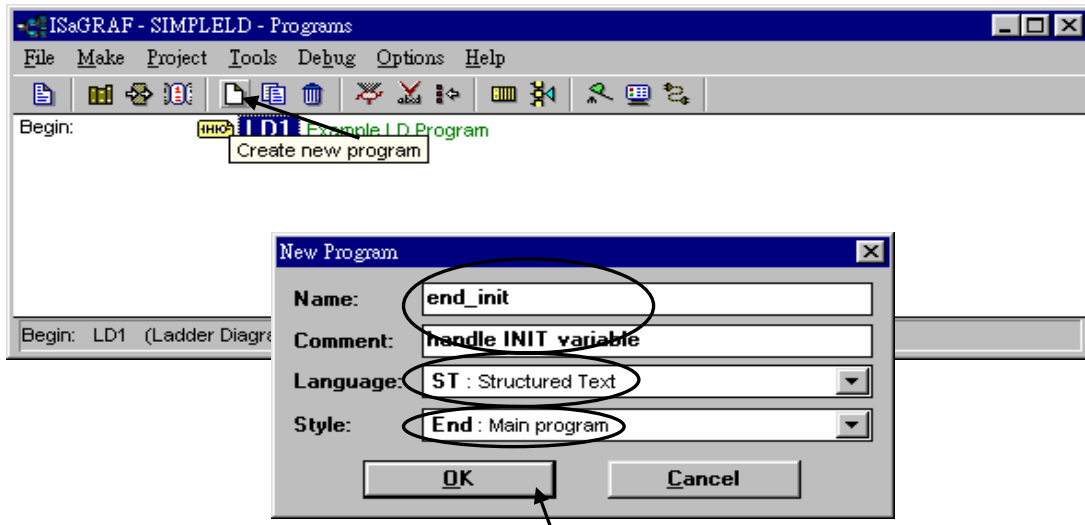 ISaGRAF - SIMPLELD - Programs
File Make Project Tools Debug Options Help
Begin: LD1 Example LD Program
Create new program
New Program
Name: end_init
Begin: LD1 (Ladder Diagra
Comment: handle INIT variable
Language: ST : Structured Text
Style: End : Main program
OK Cancel